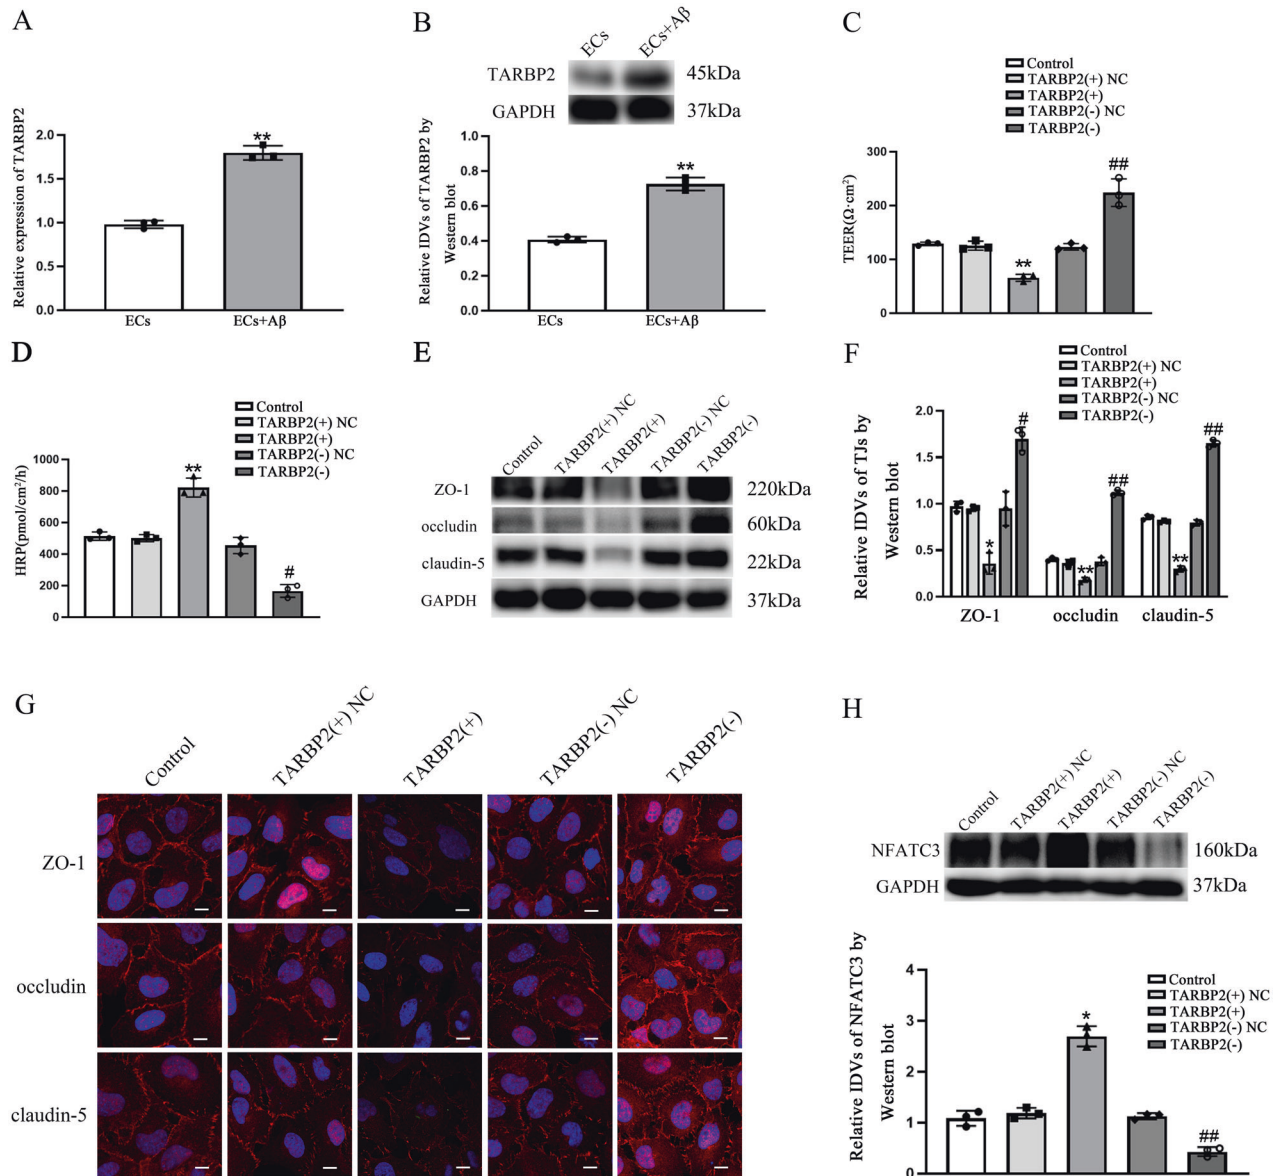 A
Relative expression of TARBP2
2.0
1.5
1.0
0.5
0.0
**
ECs
ECs+Aβ
B
ECs
ECs+Aβ
TARBP2
45kDa
GAPDH
37kDa
Relative IDVs of TARBP2 by
Western blot
1.0
0.8
0.6
0.4
0.2
0.0
**
ECs
ECs+Aβ
C
Control
TARBP2(+) NC
TARBP2(+)
TARBP2(-) NC
TARBP2(-)
TEER(Ω·cm²)
300
200
100
0
**
##
D
Control
TARBP2(+) NC
TARBP2(+)
TARBP2(-) NC
TARBP2(-)
HRP(pmol/cm²/h)
1000
800
600
400
200
0
**
#
E
Control
TARBP2(+) NC
TARBP2(+)
TARBP2(-) NC
TARBP2(-)
ZO-1
220kDa
occludin
60kDa
claudin-5
22kDa
GAPDH
37kDa
F
Control
TARBP2(+) NC
TARBP2(+)
TARBP2(-) NC
TARBP2(-)
Relative IDVs of TJs by
Western blot
2.0
1.5
1.0
0.5
0.0
*
#
**
##
**
##
ZO-1
occludin
claudin-5
G
Control
TARBP2(+) NC
TARBP2(+)
TARBP2(-) NC
TARBP2(-)
ZO-1
occludin
claudin-5
H
Control
TARBP2(+) NC
TARBP2(+)
TARBP2(-) NC
TARBP2(-)
NFATC3
160kDa
GAPDH
37kDa
Relative IDVs of NFATC3 by
Western blot
4
3
2
1
0
*
##
Control
TARBP2(+) NC
TARBP2(+)
TARBP2(-) NC
TARBP2(-)